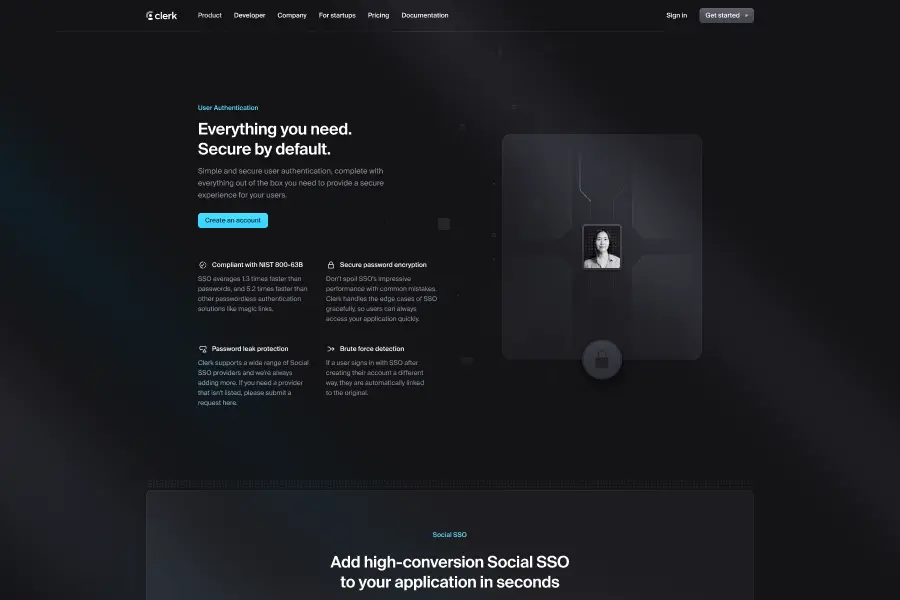 clerk Product Developer Company For startups Pricing Documentation Sign in Get started
User Authentication
Everything you need.
Secure by default.
Simple and secure user authentication, complete with
everything out of the box you need to provide a secure
experience for your users.
Create an account
Compliant with NIST 800-63B
SSO averages 1.3 times faster than
passwords, and 5.2 times faster than
other passwordless authentication
solutions like magic links.
Secure password encryption
Don't spoil SSO's impressive
performance with common mistakes.
Clerk handles the edge cases of SSO
gracefully, so users can always
access your application quickly.
Password leak protection
Clerk supports a wide range of Social
SSO providers and we're always
adding more. If you need a provider
that isn't listed, please submit a
request here.
Brute force detection
If a user signs in with SSO after
creating their account a different
way, they are automatically linked
to the original.
Social SSO
Add high-conversion Social SSO
to your application in seconds